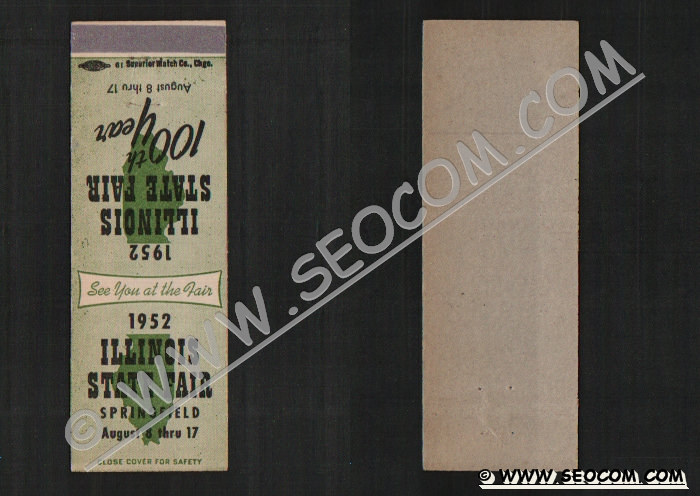 61 Superior Match Co., Chgo.
August 8 thru 17
100th
Year
ILLINOIS
STATE FAIR
1952
See You at the Fair
1952
ILLINOIS
STATE FAIR
SPRINGFIELD
August 8 thru 17
CLOSE COVER FOR SAFETY
© WWW.SEOCOM.COM
© WWW.SEOCOM.COM